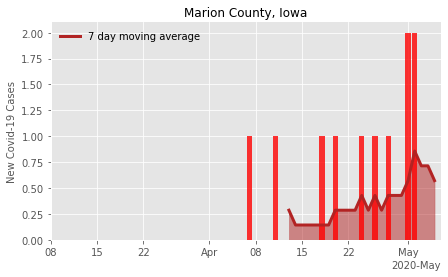 Marion County, Iowa
7 day moving average
New Covid-19 Cases
2.00
1.75
1.50
1.25
1.00
0.75
0.50
0.25
0.00
08 15 22 Apr 08 15 22 May
2020-May